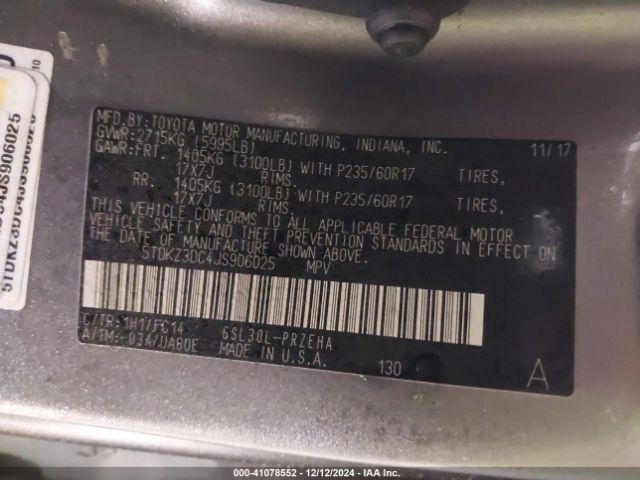 MFD.BY:TOYOTA MOTOR MANUFACTURING, INDIANA, INC. 11/17
GVWR:2715KG (5995LB)
GAWR:FRT 1405KG (3100LB) WITH P235/60R17 TIRES,
17X7J RIMS.
RR: 1405KG (3100LB) WITH P235/60R17 TIRES,
17X7J RIMS.
THIS VEHICLE CONFORMS TO ALL APPLICABLE FEDERAL MOTOR
VEHICLE SAFETY AND THEFT PREVENTION STANDARDS IN EFFECT ON
THE DATE OF MANUFACTURE SHOWN ABOVE.
5TDKZ3DC4JS906025 MPV
C/TR:1H1/FC14 GSL30L-PRZEHA
A/TM:-03A/UA80E MADE IN U.S.A. 130 A
5TDKZ3DC4JS906025
000-41078552 - 12/12/2024 - IAA Inc.